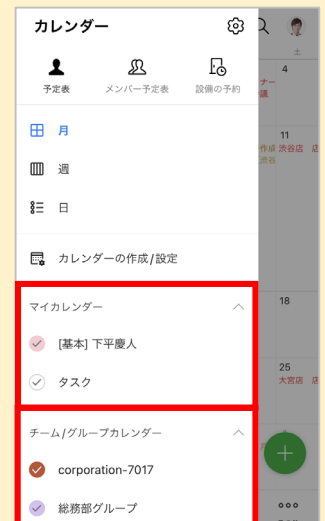 カレンダー
土
予定表 メンバー予定表 設備の予約
4
月
週
11
渋谷店 店
日
カレンダーの作成/設定
マイカレンダー
18
[基本] 下平慶人
タスク
25
大宮店 店
チーム/グループカレンダー
corporation-7017
総務部グループ